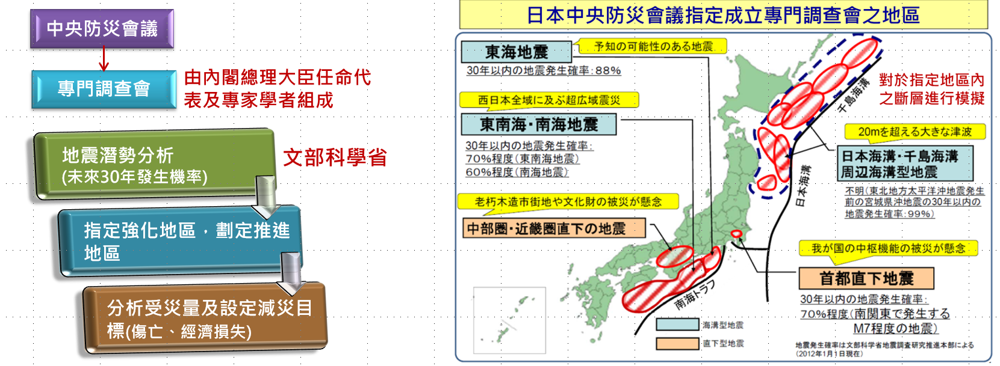 中央防災會議
專門調查會
由內閣總理大臣任命代
表及專家學者組成
地震潛勢分析
(未來30年發生機率)
文部科學省
指定強化地區，劃定推進
地區
分析受災量及設定減災目
標(傷亡、經濟損失)
日本中央防災會議指定成立專門調查會之地區
東海地震
予知の可能性のある地震
30年以内の地震発生確率：88%
西日本全域に及ぶ超広域震災
東南海・南海地震
30年以内の地震発生確率：
70%程度（東南海地震）
60%程度（南海地震）
老朽木造市街地や文化財の被災が懸念
中部圏・近畿圏直下の地震
千島海溝
對於指定地區內
之斷層進行模擬
20mを超える大きな津波
日本海溝・千島海溝
周辺海溝型地震
日本海溝
不明（東北地方太平洋沖地震発生
前の宮城県沖地震の30年以内の
地震発生確率：99%）
我が国の中枢機能の被災が懸念
首都直下地震
30年以内の地震発生確率：
70%程度（南関東で発生する
M7程度の地震）
南海トラフ
海溝型地震
直下型地震
地震発生確率は文部科学省地震調査研究推進本部による
（2012年1月1日現在）